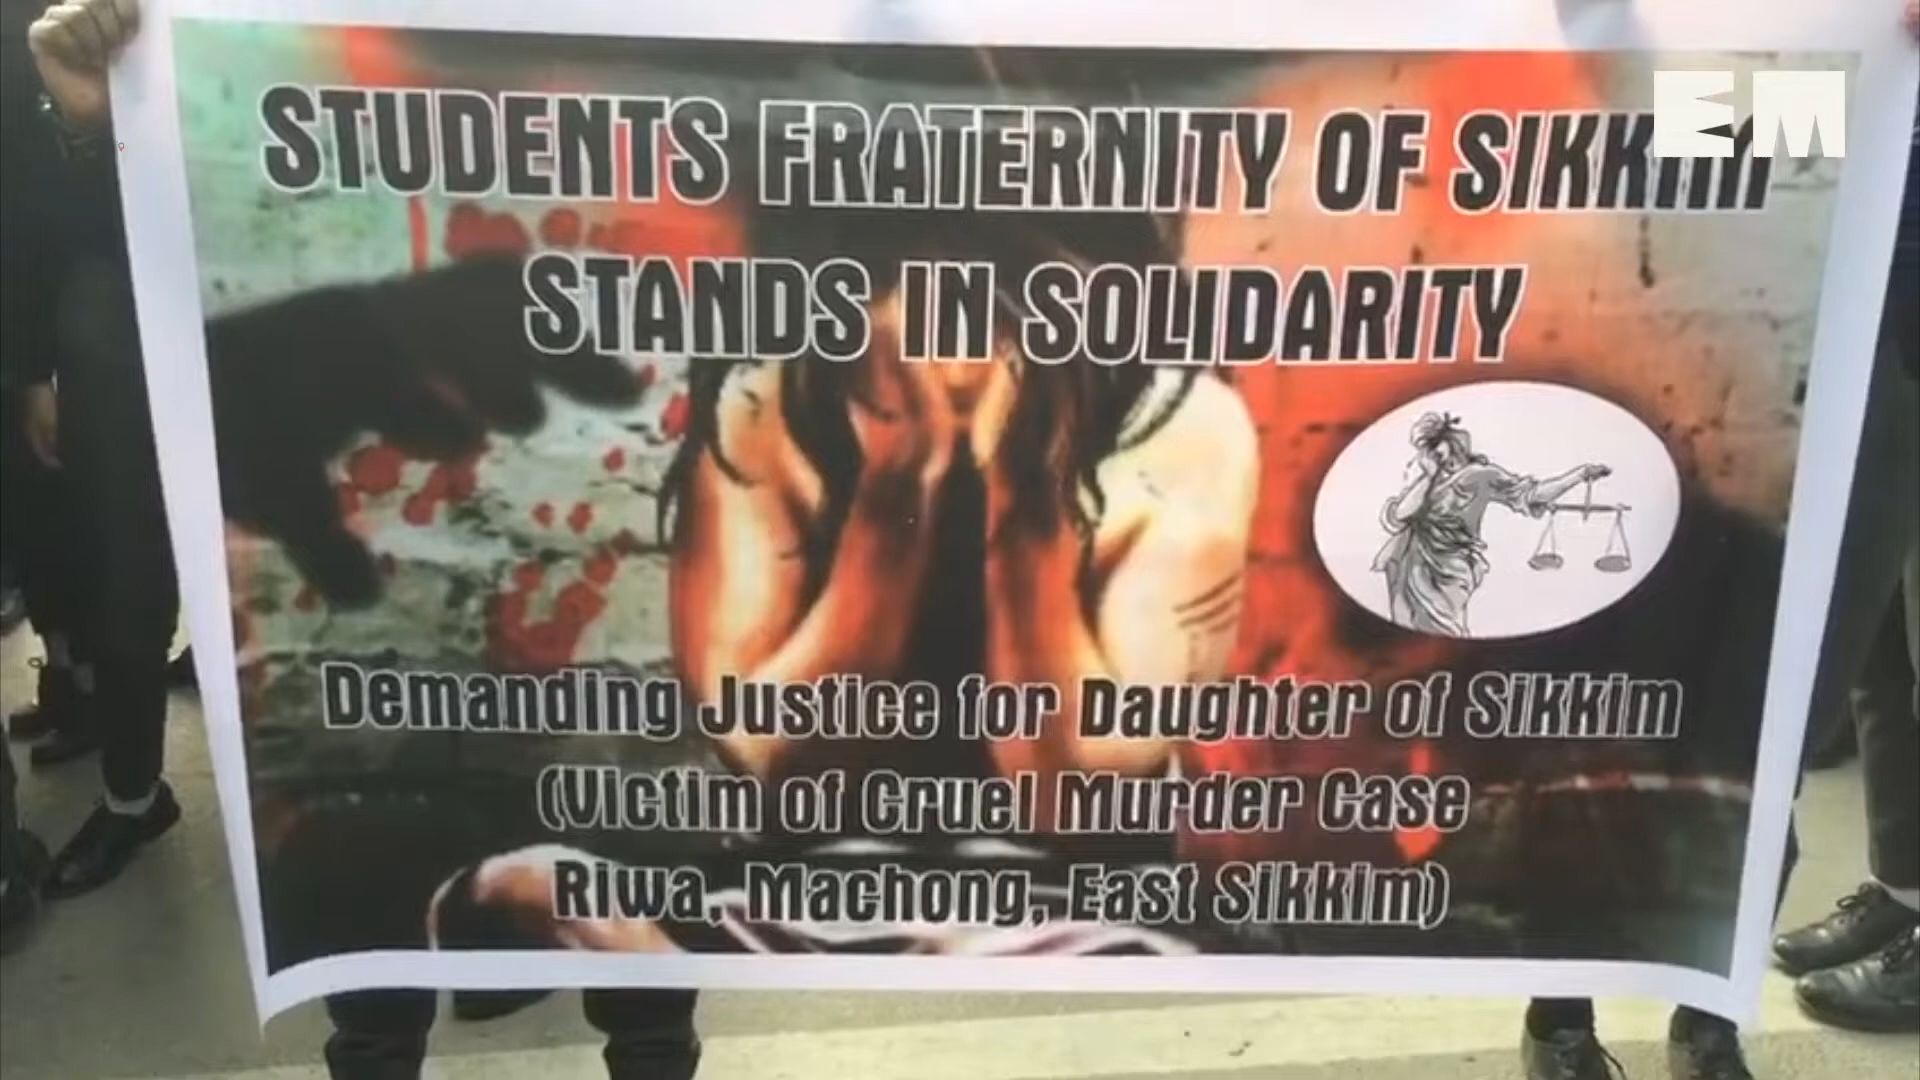 STUDENTS FRATERNITY OF SIKKIM
EM
STANDS IN SOLIDARITY
Demanding Justice for Daughter of Sikkim
(Victim of Cruel Murder Case
Riwa, Machong, East Sikkim)